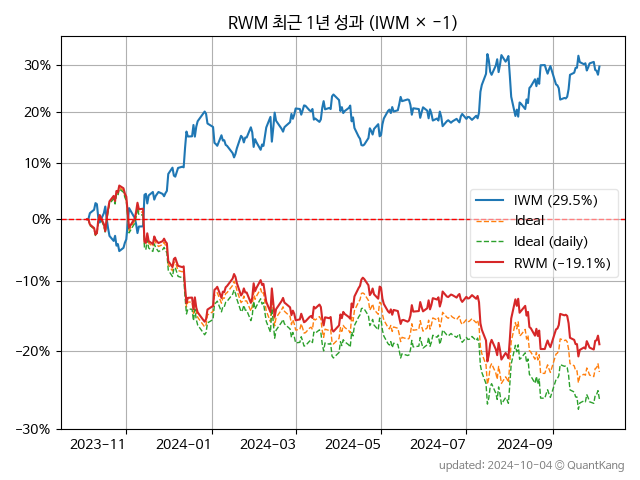 RWM 최근 1년 성과 (IWM × −1)
30%
20%
10%
0%
−10%
−20%
−30%
IWM (29.5%)
Ideal
Ideal (daily)
RWM (−19.1%)
2023−11
2024−01
2024−03
2024−05
2024−07
2024−09
updated: 2024-10-04 © QuantKang